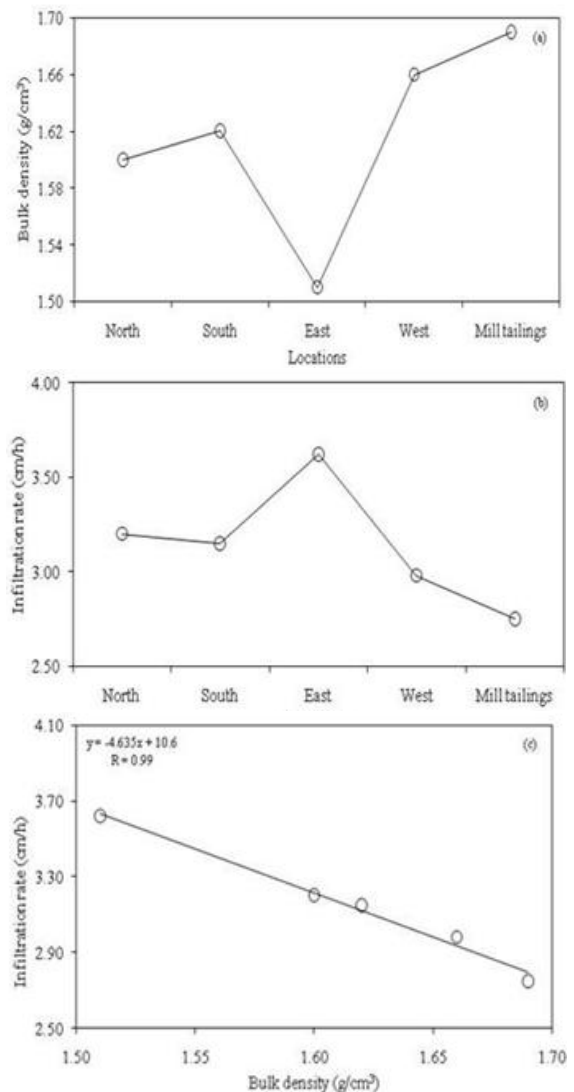 (a)
1.70
1.66
1.62
1.58
1.54
1.50
Bulk density (g/cm³)
North South East West Mill tailings
Locations
(b)
4.00
3.50
3.00
2.50
Infiltration rate (cm/h)
North South East West Mill tailings
(c)
y = -4.635x + 10.6
R = 0.99
4.10
3.70
3.30
2.90
2.50
Infiltration rate (cm/h)
1.50 1.55 1.60 1.65 1.70
Bulk density (g/cm³)